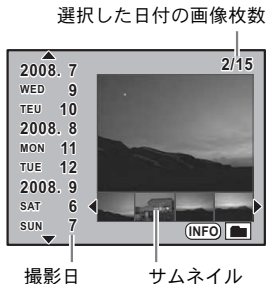 選択した日付の画像枚数
2/15
2008. 7
WED 9
TEU 10
2008. 8
MON 11
TUE 12
2008. 9
SAT 6
SUN 7
INFO
撮影日 サムネイル